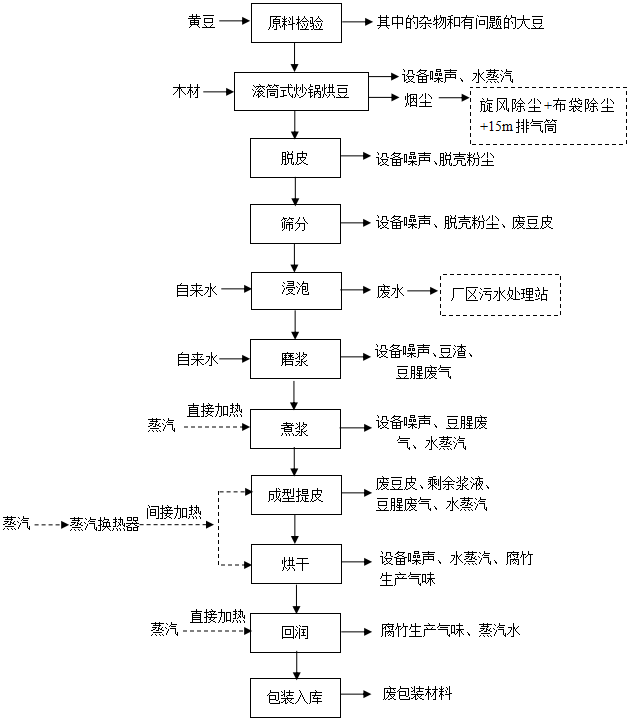 黄豆
原料检验
其中的杂物和有问题的大豆
木材
滚筒式炒锅烘豆
设备噪声、水蒸汽
烟尘
旋风除尘+布袋除尘
+15m排气筒
脱皮
设备噪声、脱壳粉尘
筛分
设备噪声、脱壳粉尘、废豆皮
自来水
浸泡
废水
厂区污水处理站
自来水
磨浆
设备噪声、豆渣、
豆腥废气
蒸汽
直接加热
煮浆
设备噪声、豆腥废
气、水蒸汽
成型提皮
废豆皮、剩余浆液、
豆腥废气、水蒸汽
蒸汽
蒸汽换热器
间接加热
烘干
设备噪声、水蒸汽、腐竹
生产气味
蒸汽
直接加热
回润
腐竹生产气味、蒸汽水
包装入库
废包装材料